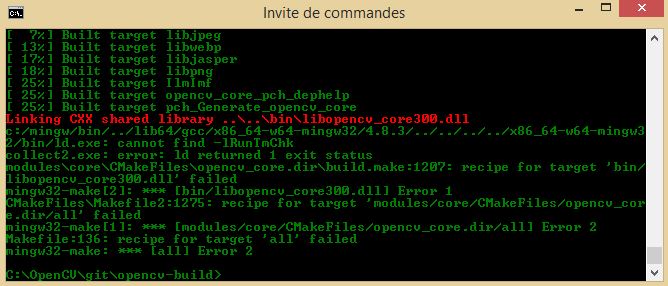 Invite de commandes
[  7%] Built target libjpeg
[ 13%] Built target libwebp
[ 17%] Built target libjasper
[ 18%] Built target libpng
[ 25%] Built target IlmImf
[ 25%] Built target opencv_core_pch_dephelp
[ 25%] Built target pch_Generate_opencv_core
Linking CXX shared library ..\..\bin\libopencv_core300.dll
c:/mingw/bin/../lib64/gcc/x86_64-w64-mingw32/4.8.3/../../../../x86_64-w64-mingw3
2/bin/ld.exe: cannot find -lRunTmChk
collect2.exe: error: ld returned 1 exit status
modules\core\CMakeFiles\opencv_core.dir\build.make:1207: recipe for target 'bin/
libopencv_core300.dll' failed
mingw32-make[2]: *** [bin/libopencv_core300.dll] Error 1
CMakeFiles\Makefile2:1275: recipe for target 'modules/core/CMakeFiles/opencv_cor
e.dir/all' failed
mingw32-make[1]: *** [modules/core/CMakeFiles/opencv_core.dir/all] Error 2
Makefile:136: recipe for target 'all' failed
mingw32-make: *** [all] Error 2
C:\OpenCV\git\opencv-build>